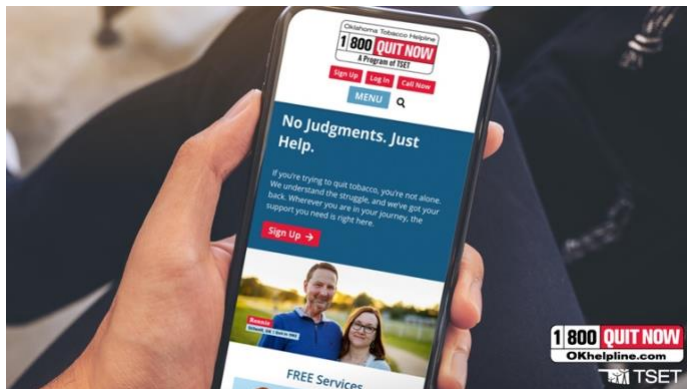 Oklahoma Tobacco Helpline
1 800 QUIT NOW
A Program of TSET
Sign Up Log In Call Now
MENU
No Judgments. Just
Help.
If you're trying to quit tobacco, you're not alone.
We understand the struggle, and we've got your
back. Wherever you are in your journey, the
support you need is right here.
Sign Up →
FREE Services
1 800 QUIT NOW
OKhelpline.com
TSET